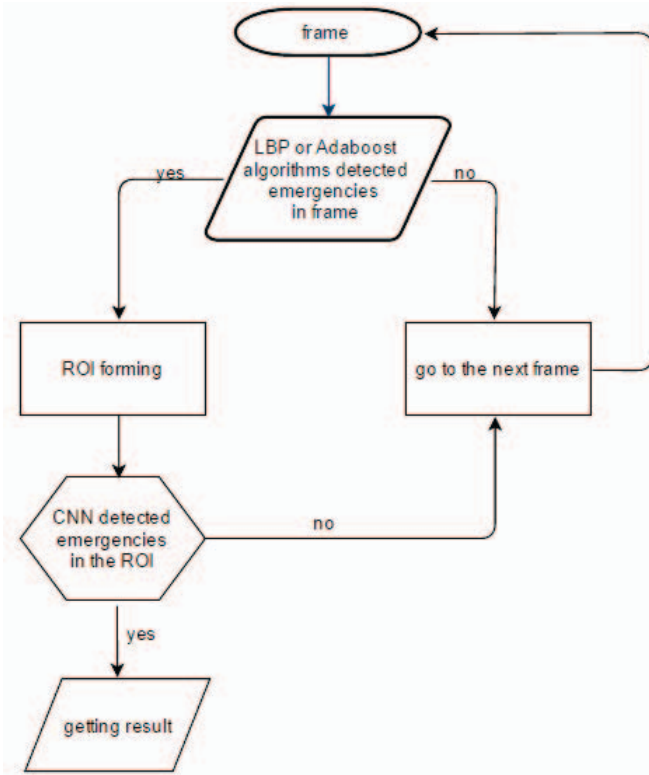 frame
LBP or Adaboost
algorithms detected
emergencies
in frame
yes
no
ROI forming
go to the next frame
CNN detected
emergencies
in the ROI
no
yes
getting result